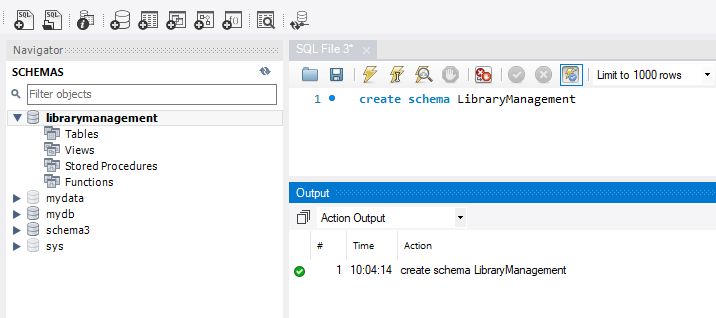 SQL
SQL
Navigator
SCHEMAS
Filter objects
librarymanagement
Tables
Views
Stored Procedures
Functions
mydata
mydb
schema3
sys
SQL File 3* ×
Limit to 1000 rows
1 create schema LibraryManagement
Output
Action Output
# Time Action
1 10:04:14 create schema LibraryManagement